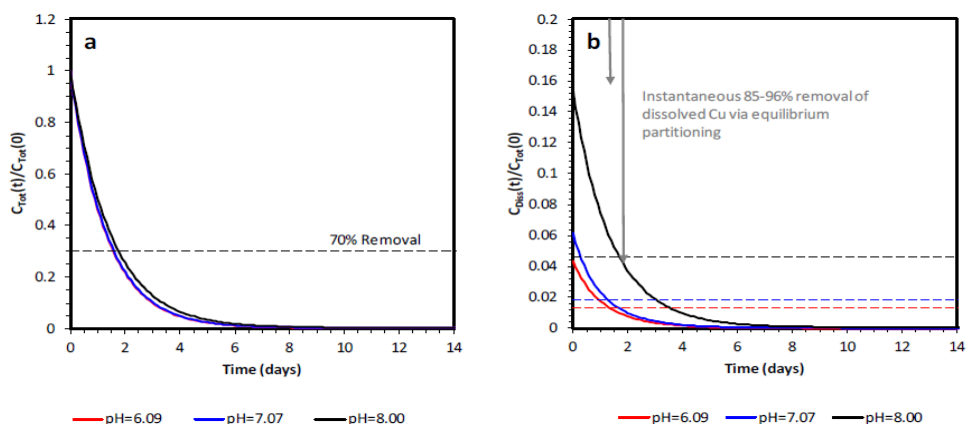 a
1.2
1
0.8
0.6
0.4
0.2
0
C_Tot(t)/C_Tot(0)
70% Removal
0 2 4 6 8 10 12 14
Time (days)
pH=6.09 pH=7.07 pH=8.00
b
0.2
0.18
0.16
0.14
0.12
0.1
0.08
0.06
0.04
0.02
0
C_Diss(t)/C_Tot(0)
Instantaneous 85-96% removal of
dissolved Cu via equilibrium
partitioning
0 2 4 6 8 10 12 14
Time (days)
pH=6.09 pH=7.07 pH=8.00